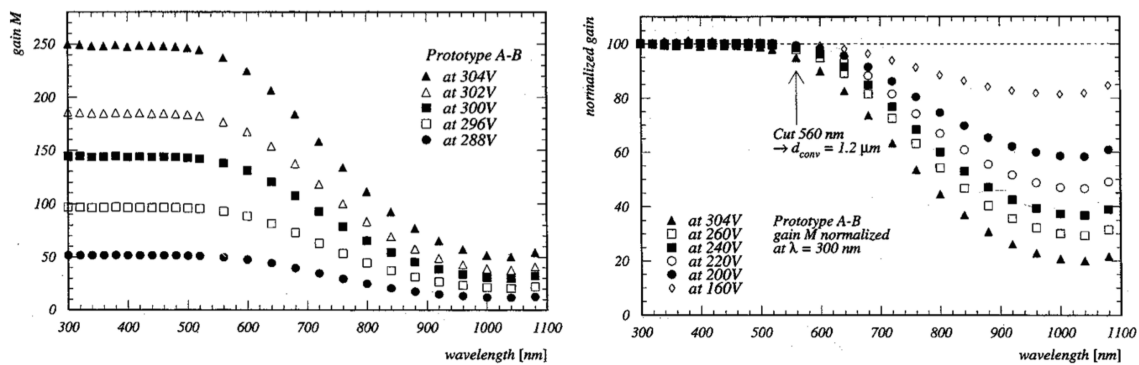 gain M
250
200
150
100
50
0
Prototype A-B
at 304V
at 302V
at 300V
at 296V
at 288V
300 400 500 600 700 800 900 1000 1100
wavelength [nm]
normalized gain
100
80
60
40
20
0
Cut 560 nm
→ d conv = 1.2 μm
at 304V
at 260V
at 240V
at 220V
at 200V
at 160V
Prototype A-B
gain M normalized
at λ = 300 nm
300 400 500 600 700 800 900 1000 1100
wavelength [nm]